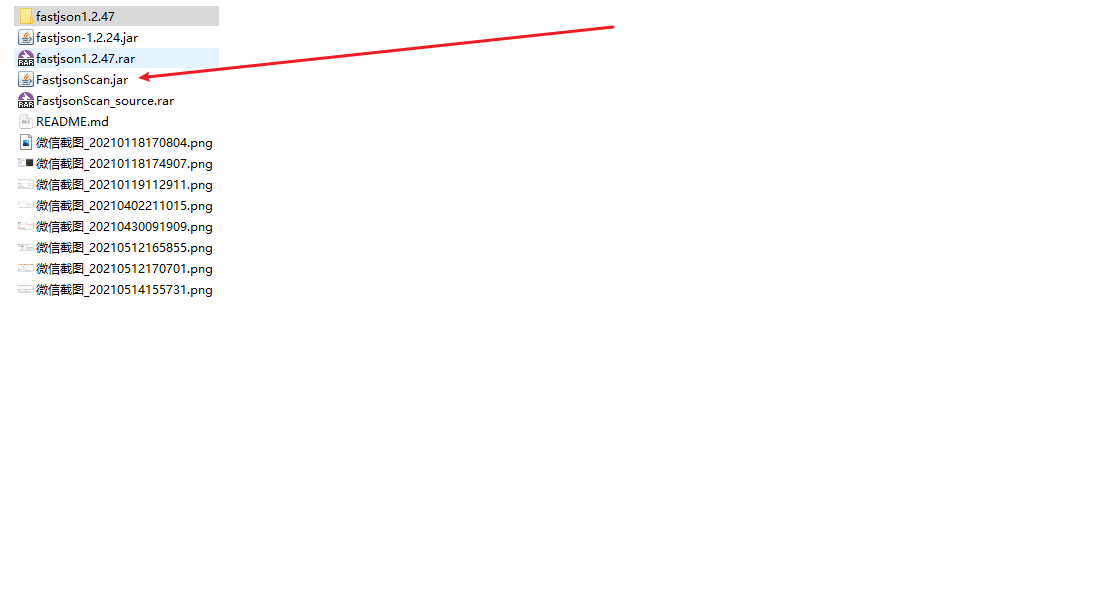 fastjson1.2.47
fastjson-1.2.24.jar
fastjson1.2.47.rar
FastjsonScan.jar
FastjsonScan_source.rar
README.md
微信截图_20210118170804.png
微信截图_20210118174907.png
微信截图_20210119112911.png
微信截图_20210402211015.png
微信截图_20210430091909.png
微信截图_20210512165855.png
微信截图_20210512170701.png
微信截图_20210514155731.png